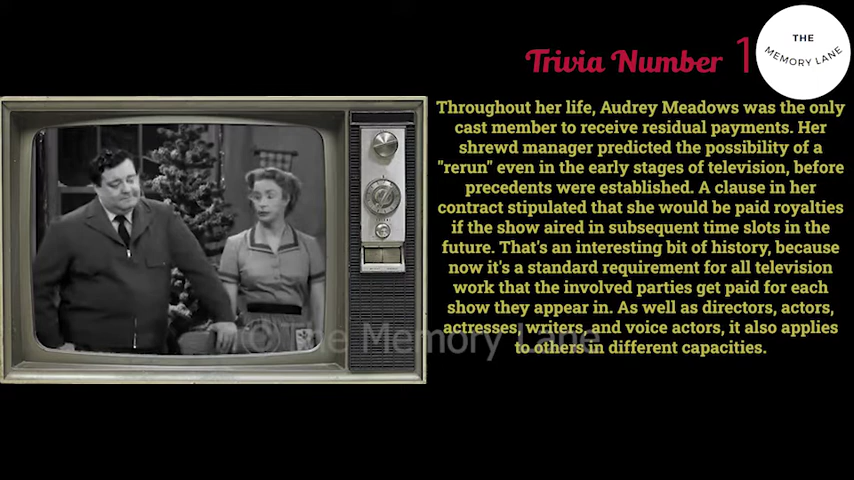 Trivia Number 1
THE
MEMORY LANE
Throughout her life, Audrey Meadows was the only
cast member to receive residual payments. Her
shrewd manager predicted the possibility of a
"rerun" even in the early stages of television, before
precedents were established. A clause in her
contract stipulated that she would be paid royalties
if the show aired in subsequent time slots in the
future. That's an interesting bit of history, because
now it's a standard requirement for all television
work that the involved parties get paid for each
show they appear in. As well as directors, actors,
actresses, writers, and voice actors, it also applies
to others in different capacities.
© The Memory Lane